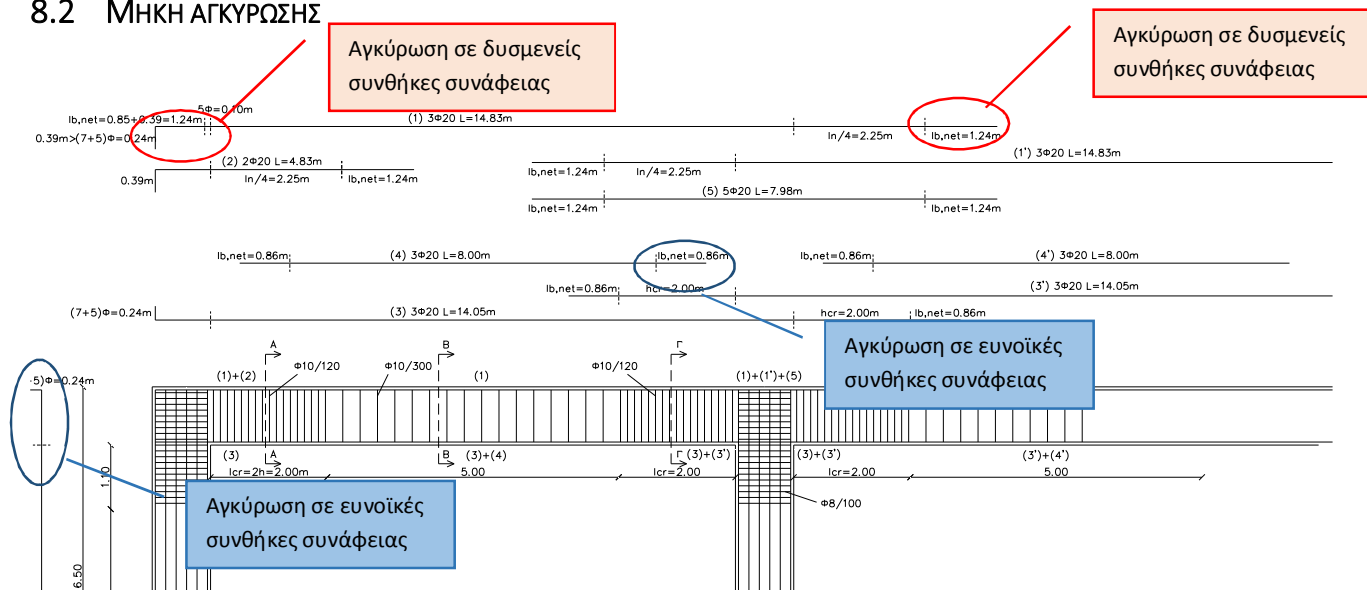 8.2 ΜΗΚΗ ΑΓΚΥΡΩΣΗΣ
Αγκύρωση σε δυσμενείς
συνθήκες συνάφειας
Αγκύρωση σε δυσμενείς
συνθήκες συνάφειας
5Φ=0.10m
lb,net=0.85+0.39=1.24m
(1) 3Φ20 L=14.83m
0.39m>(7+5)Φ=0.24m
ln/4=2.25m
lb,net=1.24m
(2) 2Φ20 L=4.83m
(1') 3Φ20 L=14.83m
0.39m
ln/4=2.25m
lb,net=1.24m
lb,net=1.24m
ln/4=2.25m
(5) 5Φ20 L=7.98m
lb,net=1.24m
lb,net=1.24m
lb,net=0.86m
(4) 3Φ20 L=8.00m
lb,net=0.86m
lb,net=0.86m
(4') 3Φ20 L=8.00m
lb,net=0.86m
hcr=2.00m
(3') 3Φ20 L=14.05m
(7+5)Φ=0.24m
(3) 3Φ20 L=14.05m
hcr=2.00m
lb,net=0.86m
Αγκύρωση σε ευνοϊκές
συνθήκες συνάφειας
A
B
Γ
5)Φ=0.24m
(1)+(2)
Φ10/120
Φ10/300
(1)
Φ10/120
(1)+(1')+(5)
(3)
A
B
(3)+(4)
Γ
(3)+(3')
(3)+(3')
(3')+(4')
lcr=2h=2.00m
5.00
lcr=2.00
lcr=2.00
5.00
1.10
Φ8/100
Αγκύρωση σε ευνοϊκές
συνθήκες συνάφειας
6.50